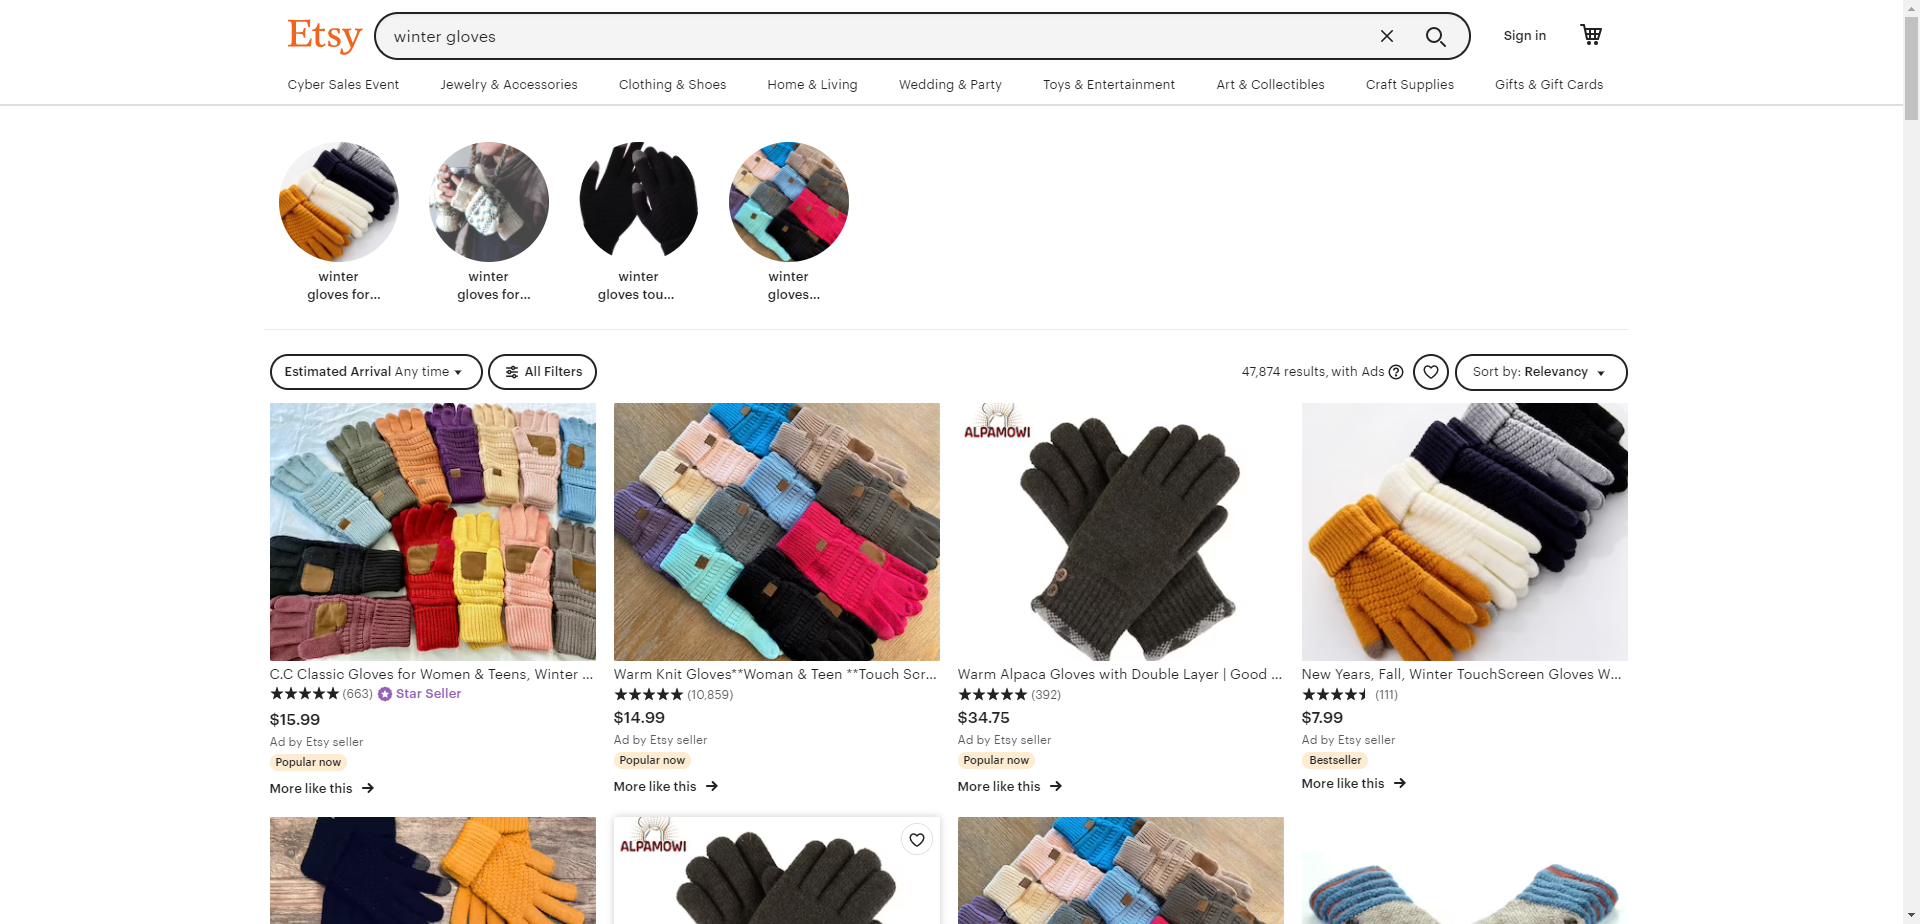 Etsy
winter gloves
Sign in
Cyber Sales Event
Jewelry & Accessories
Clothing & Shoes
Home & Living
Wedding & Party
Toys & Entertainment
Art & Collectibles
Craft Supplies
Gifts & Gift Cards
winter
gloves for...
winter
gloves for...
winter
gloves tou...
winter
gloves...
Estimated Arrival Any time
All Filters
47,874 results, with Ads
Sort by: Relevancy
C.C Classic Gloves for Women & Teens, Winter ...
(663) Star Seller
$15.99
Ad by Etsy seller
Popular now
More like this
Warm Knit Gloves**Woman & Teen **Touch Scr...
(10,859)
$14.99
Ad by Etsy seller
Popular now
More like this
ALPAMOWI
Warm Alpaca Gloves with Double Layer | Good ...
(392)
$34.75
Ad by Etsy seller
Popular now
More like this
New Years, Fall, Winter TouchScreen Gloves W...
(111)
$7.99
Ad by Etsy seller
Bestseller
More like this
ALPAMOWI